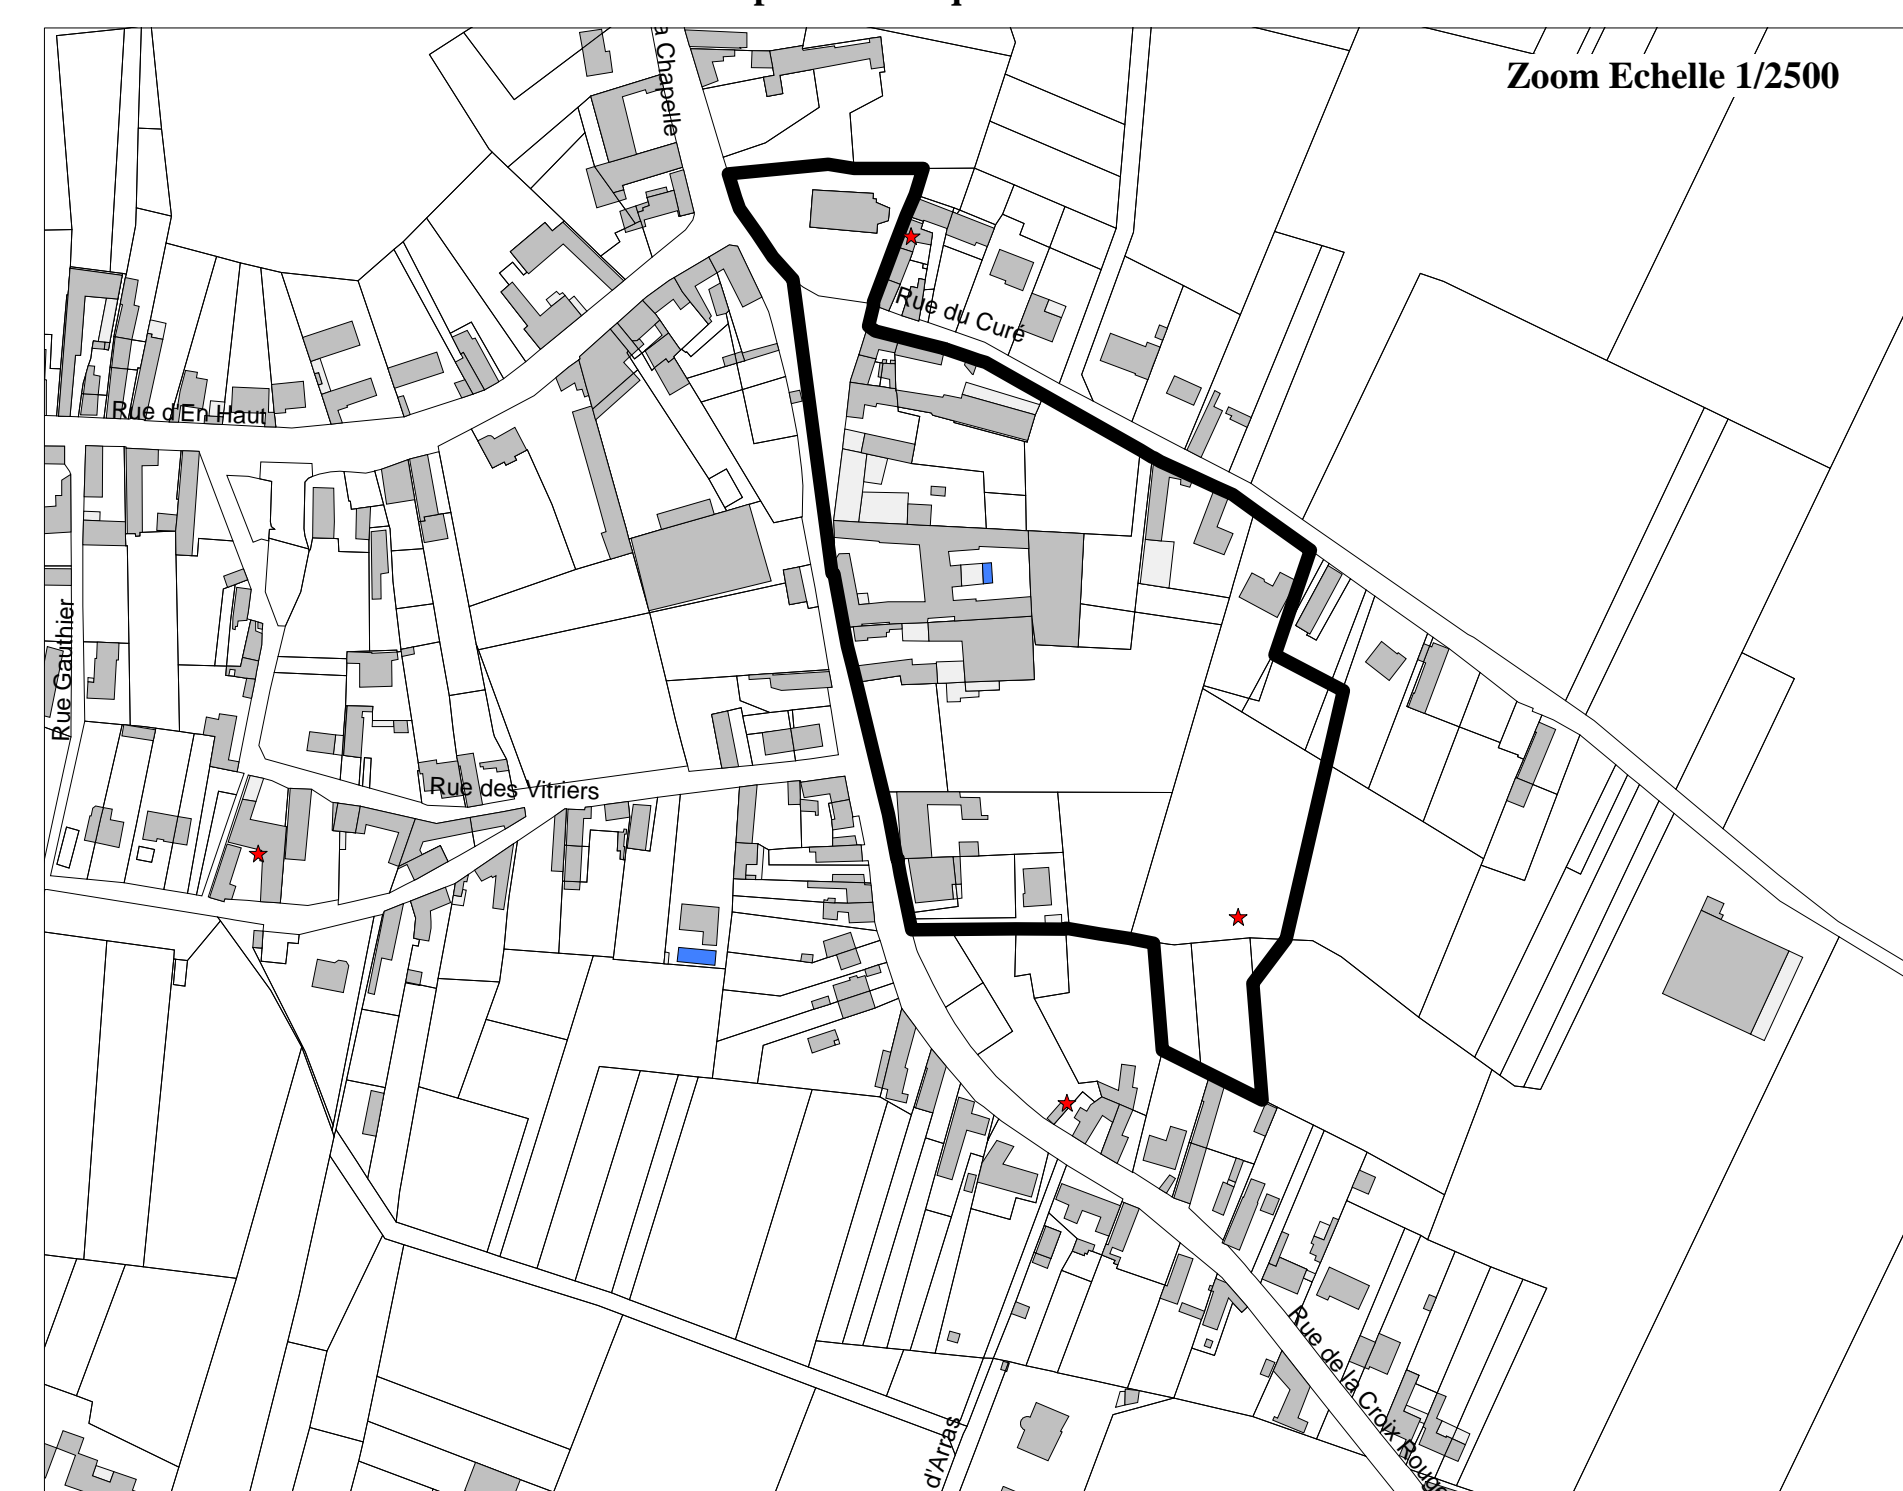 Zoom Echelle 1/2500
a Chapelle
Rue du Curé
Rue d'En Haut
Rue Gauthier
Rue des Vitriers
Rue de la Croix Rouge
d'Arras